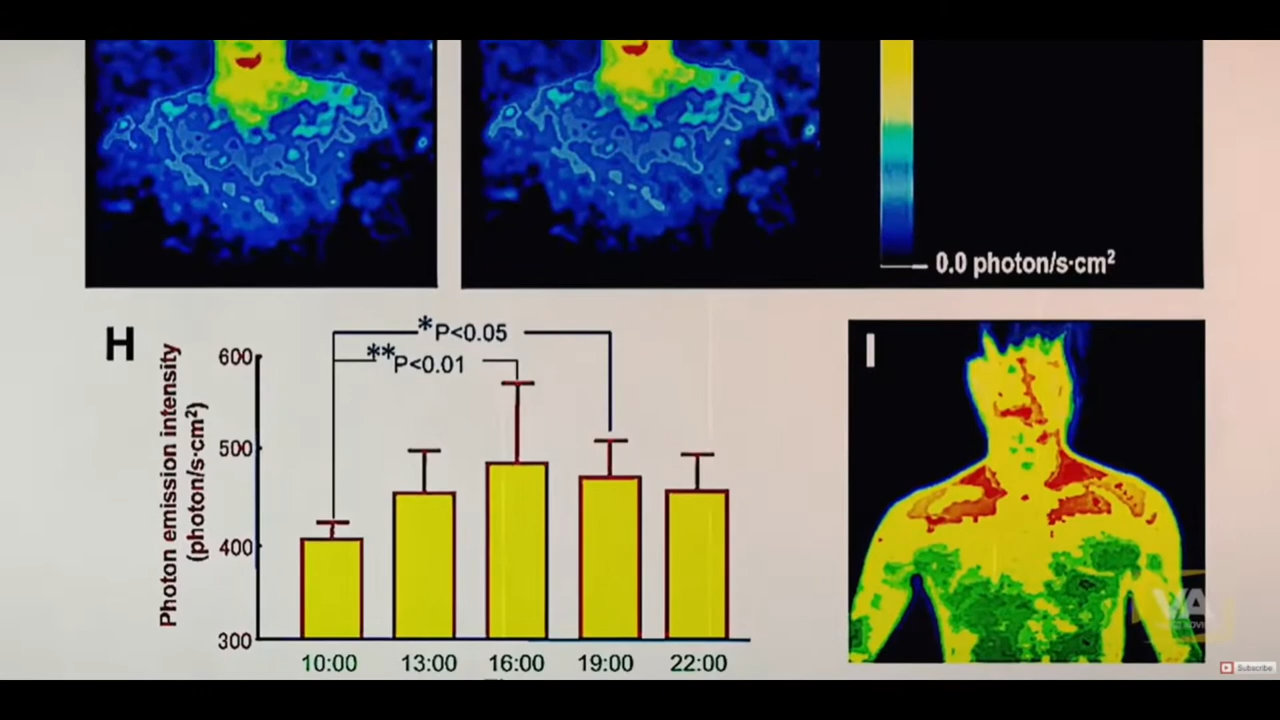 0.0 photon/s·cm²
H
Photon emission intensity
(photon/s·cm²)
*P<0.05
**P<0.01
600
500
400
300
10:00 13:00 16:00 19:00 22:00
I
Subscribe